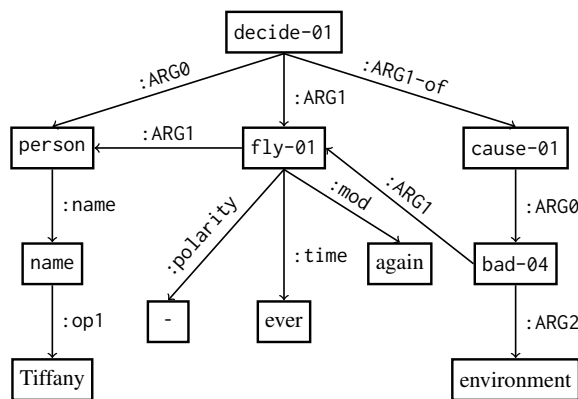 decide-01
:ARG0
:ARG1
:ARG1-of
person
:ARG1
fly-01
cause-01
:name
:polarity
:time
:mod
:ARG1
:ARG0
name
again
bad-04
:op1
-
ever
:ARG2
Tiffany
environment